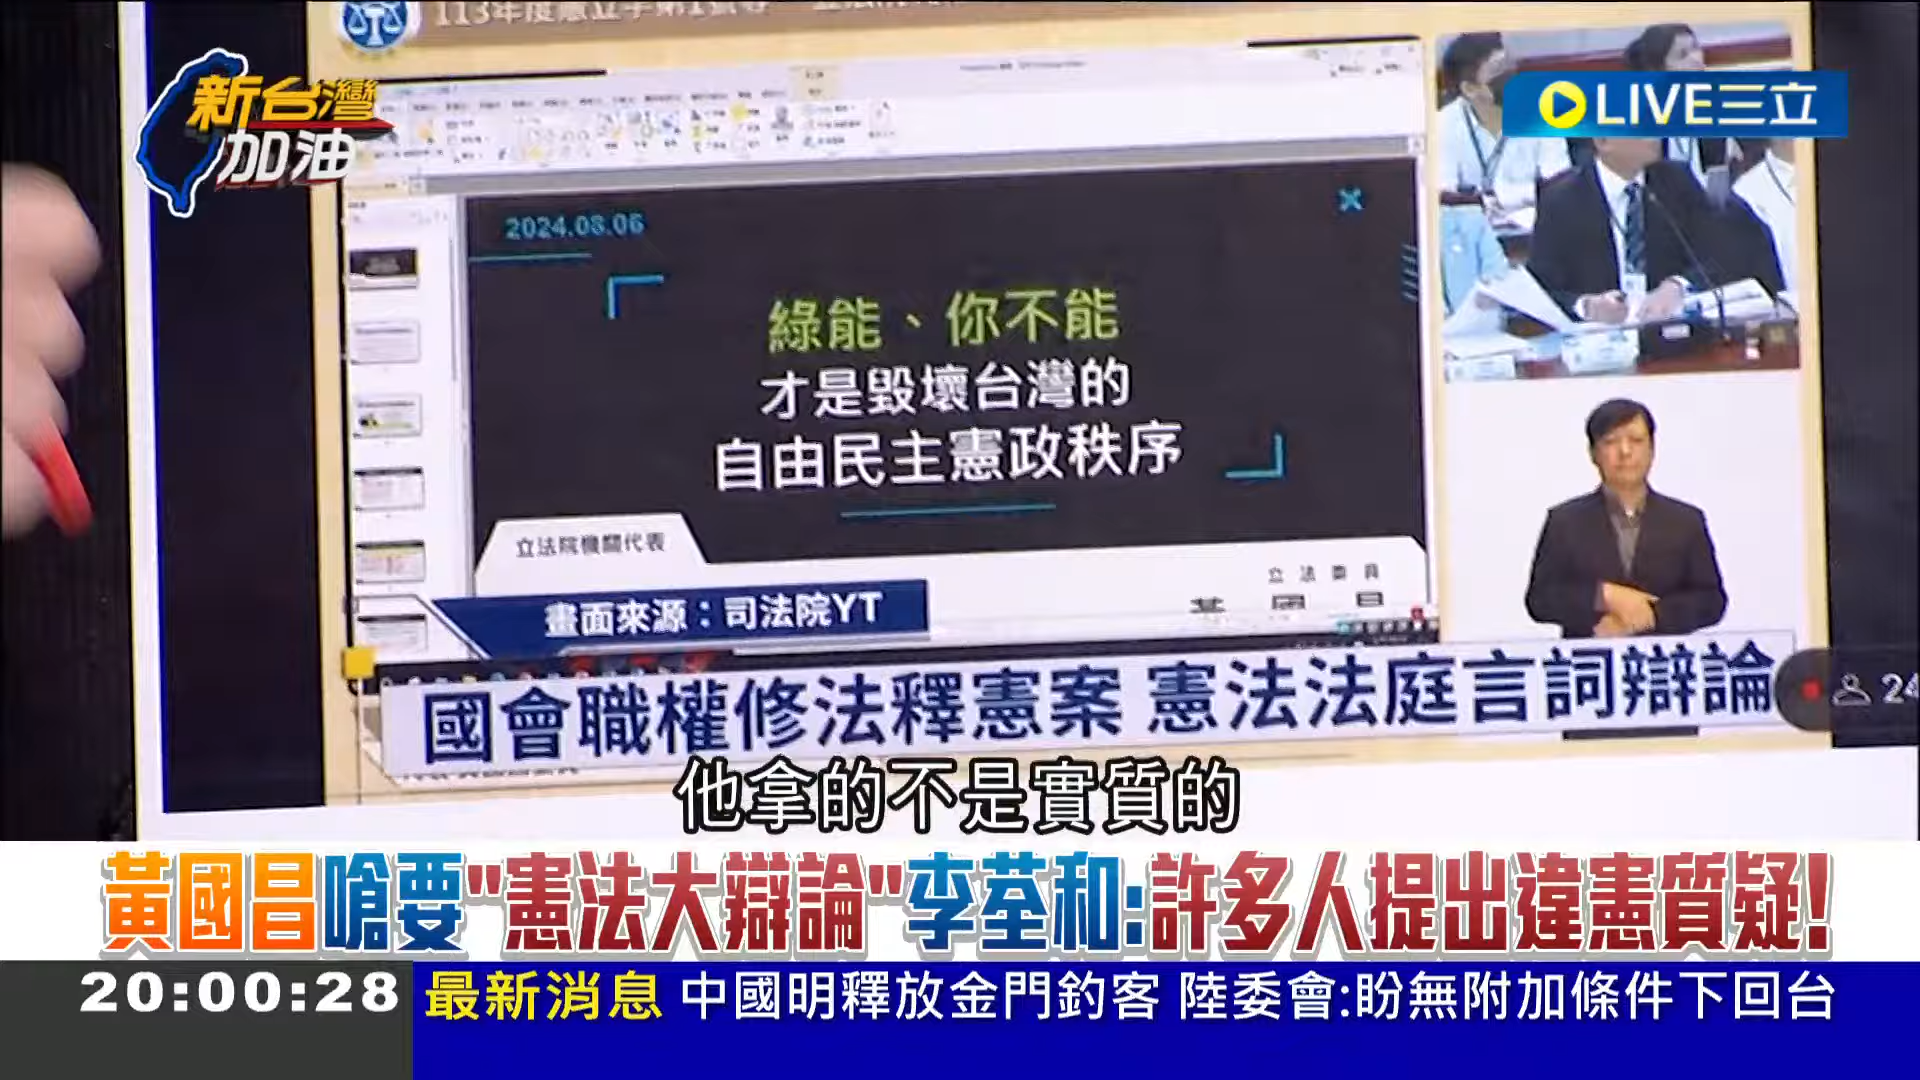 新台灣
加油
LIVE三立
2024.08.06
綠能、你不能
才是毀壞台灣的
自由民主憲政秩序
立法院機關代表
立法委員
黃國昌
畫面來源：司法院YT
國會職權修法釋憲案 憲法法庭言詞辯論
24
他拿的不是實質的
黃國昌嗆要"憲法大辯論"李荃和:許多人提出違憲質疑!
20:00:28
最新消息 中國明釋放金門釣客 陸委會:盼無附加條件下回台